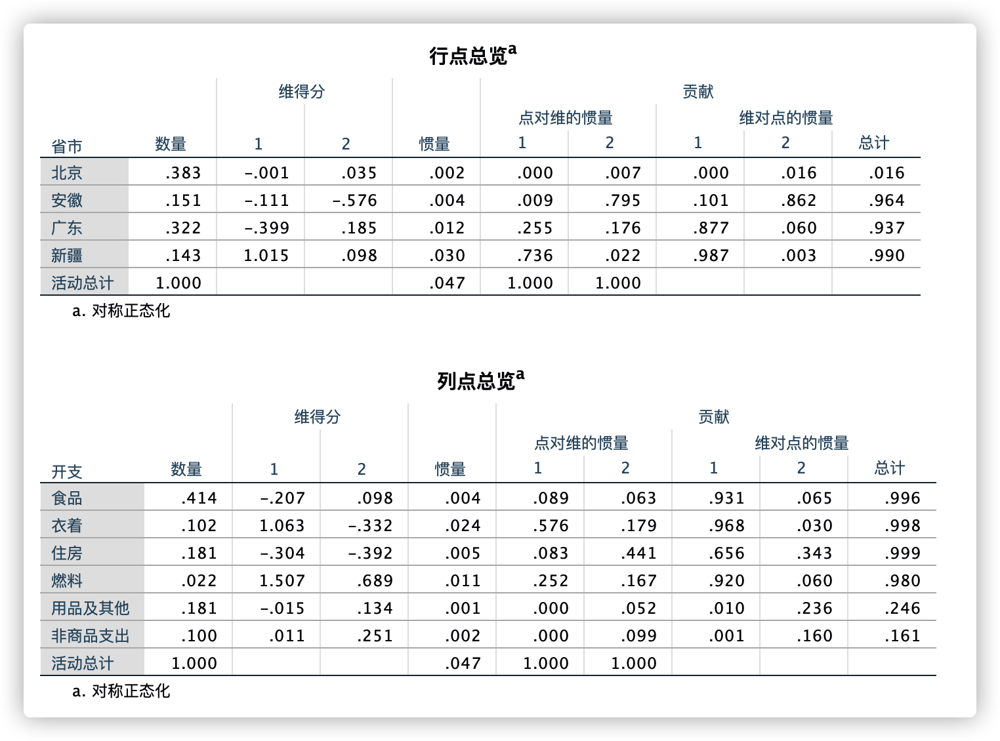 行点总览a
维得分 贡献
点对维的惯量 维对点的惯量
省市 数量 1 2 惯量 1 2 1 2 总计
北京 .383 -.001 .035 .002 .000 .007 .000 .016 .016
安徽 .151 -.111 -.576 .004 .009 .795 .101 .862 .964
广东 .322 -.399 .185 .012 .255 .176 .877 .060 .937
新疆 .143 1.015 .098 .030 .736 .022 .987 .003 .990
活动总计 1.000 .047 1.000 1.000
a. 对称正态化
列点总览a
维得分 贡献
点对维的惯量 维对点的惯量
开支 数量 1 2 惯量 1 2 1 2 总计
食品 .414 -.207 .098 .004 .089 .063 .931 .065 .996
衣着 .102 1.063 -.332 .024 .576 .179 .968 .030 .998
住房 .181 -.304 -.392 .005 .083 .441 .656 .343 .999
燃料 .022 1.507 .689 .011 .252 .167 .920 .060 .980
用品及其他 .181 -.015 .134 .001 .000 .052 .010 .236 .246
非商品支出 .100 .011 .251 .002 .000 .099 .001 .160 .161
活动总计 1.000 .047 1.000 1.000
a. 对称正态化